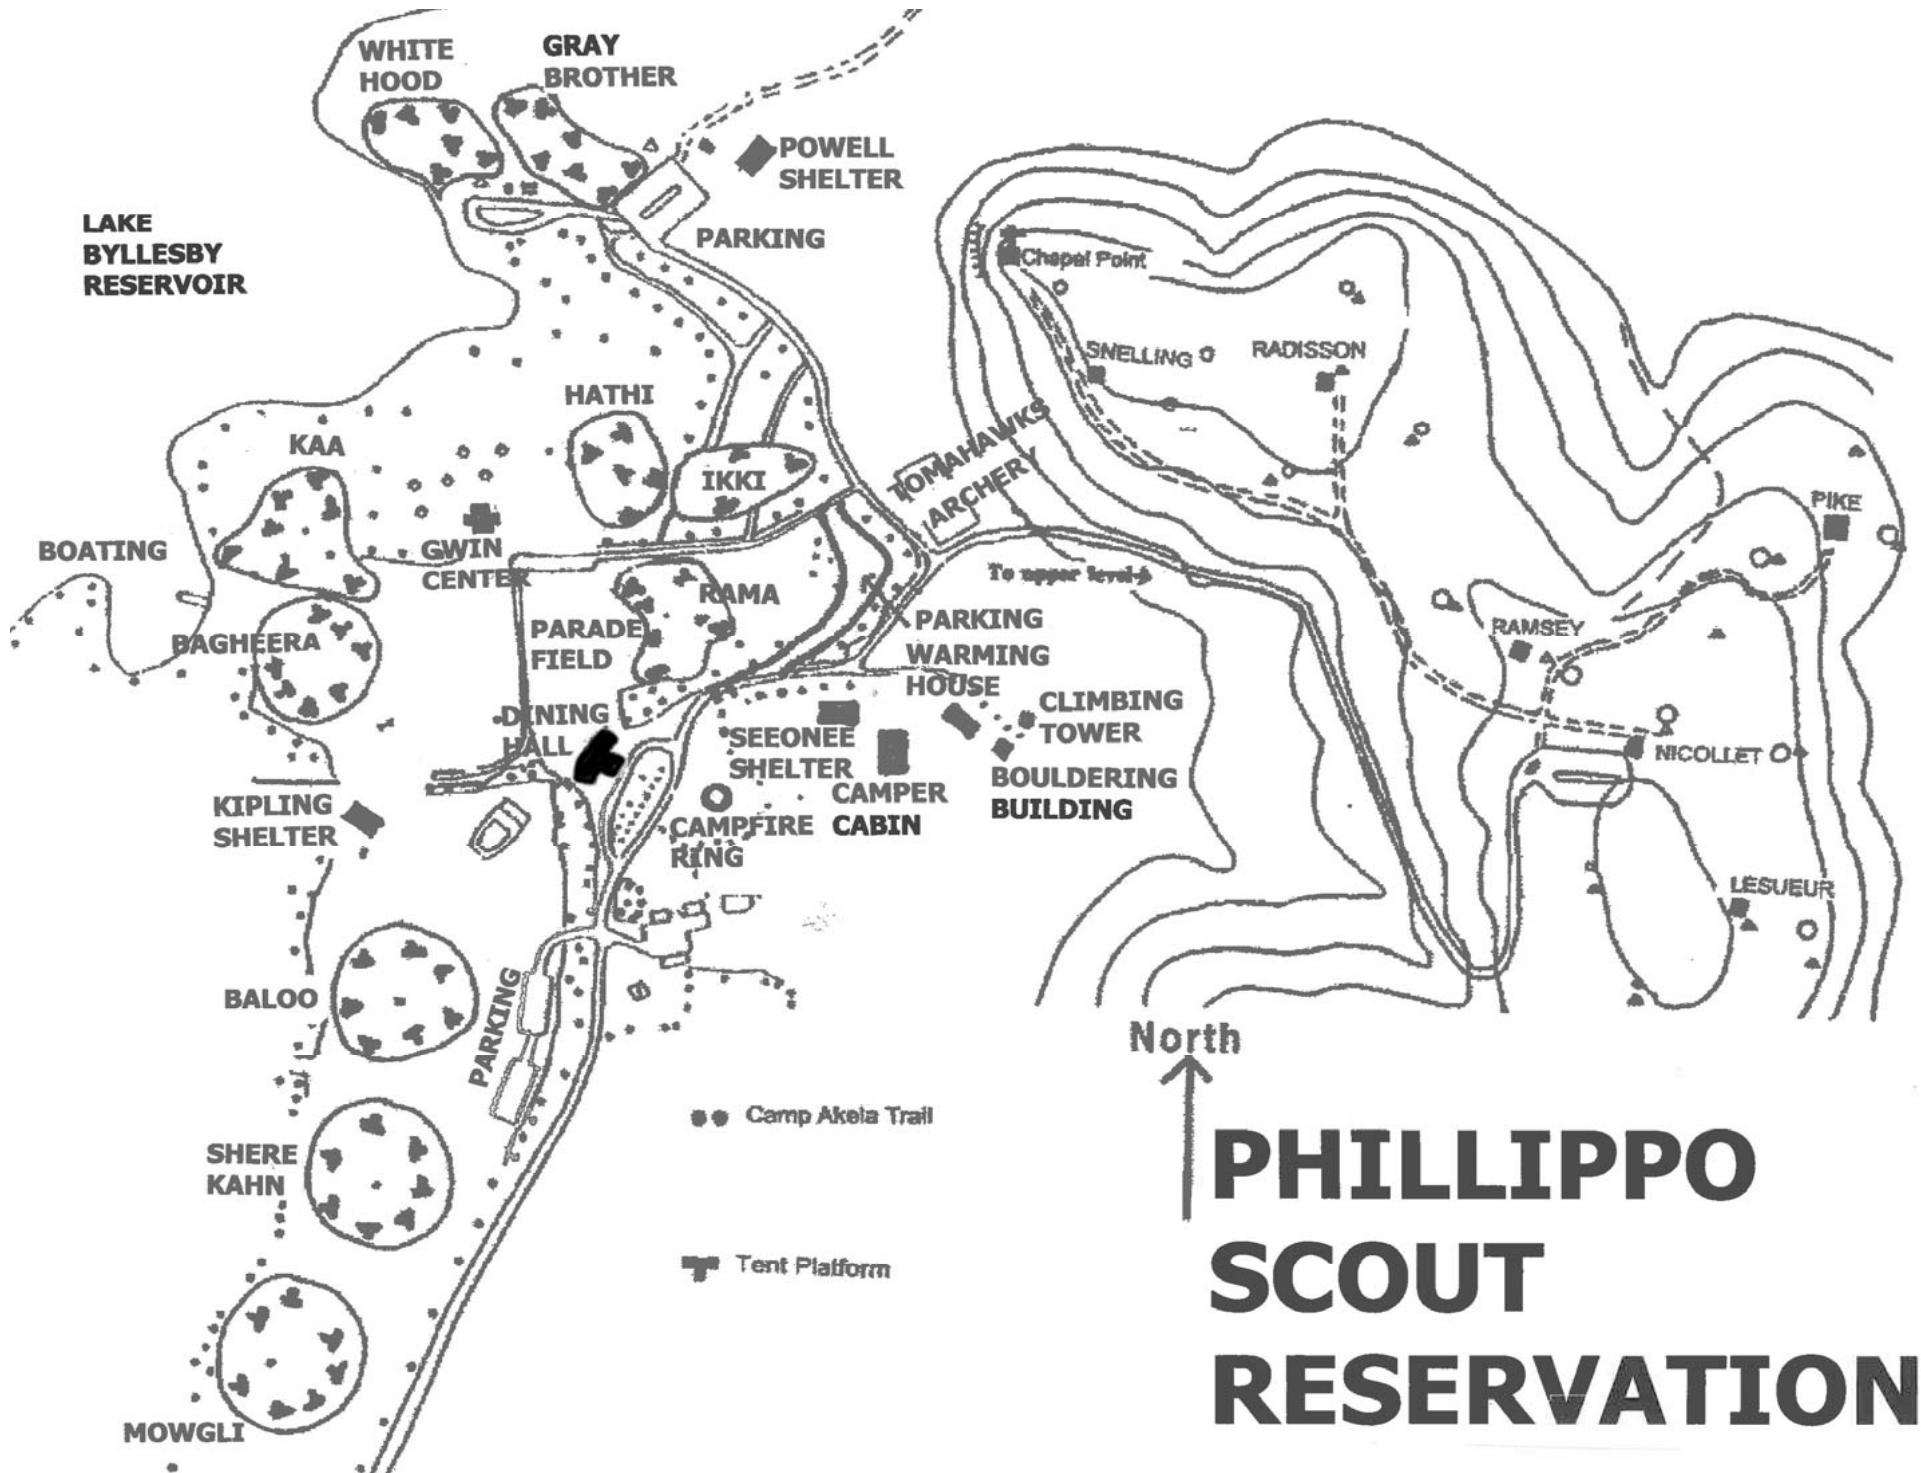 WHITE
HOOD
GRAY
BROTHER
POWELL
SHELTER
LAKE
BYLLESBY
RESERVOIR
PARKING
Chapel Point
SNELLING
RADISSON
HATHI
KAA
IKKI
TOMAHAWKS
ARCHERY
PIKE
BOATING
GWIN
CENTER
To upper level
RAMA
PARKING
BAGHEERA
PARADE
FIELD
RAMSEY
WARMING
HOUSE
CLIMBING
TOWER
DINING
HALL
SEEONEE
SHELTER
NICOLLET
BOULDERING
BUILDING
KIPLING
SHELTER
CAMPER
CABIN
CAMPFIRE
RING
LESUEUR
BALOO
PARKING
North
Camp Akela Trail
SHERE
KAHN
Tent Platform
MOWGLI
PHILLIPPO
SCOUT
RESERVATION